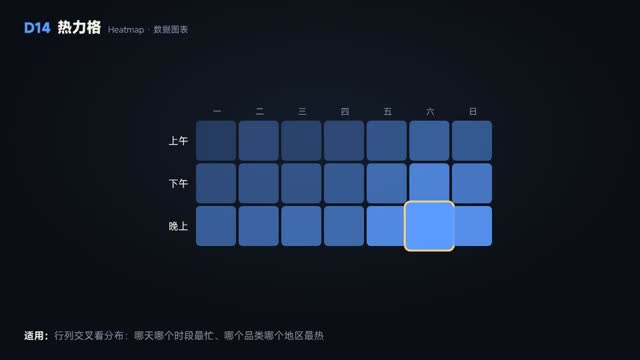 D14 热力格 Heatmap · 数据图表
一 二 三 四 五 六 日
上午
下午
晚上
适用：行列交叉看分布：哪天哪个时段最忙、哪个品类哪个地区最热